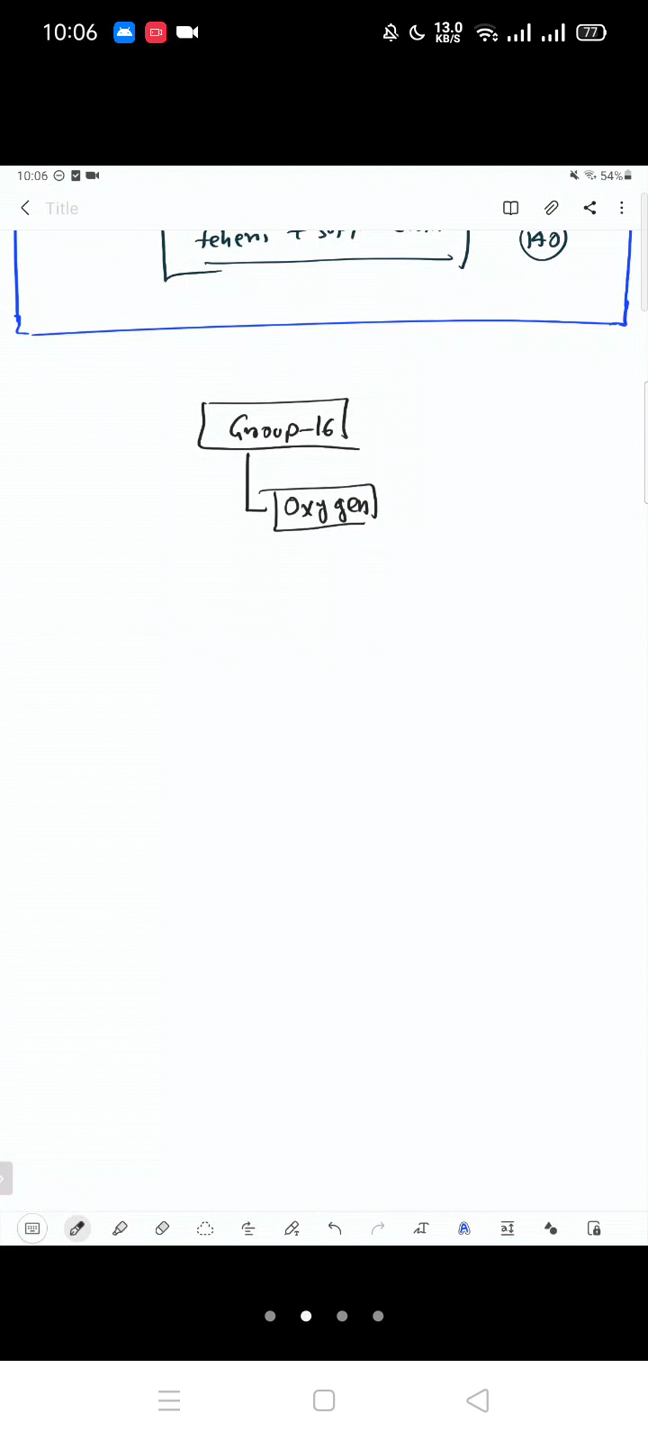 10:06 13.0 KB/S 77
10:06 54%
Title
140
Group-16
Oxygen